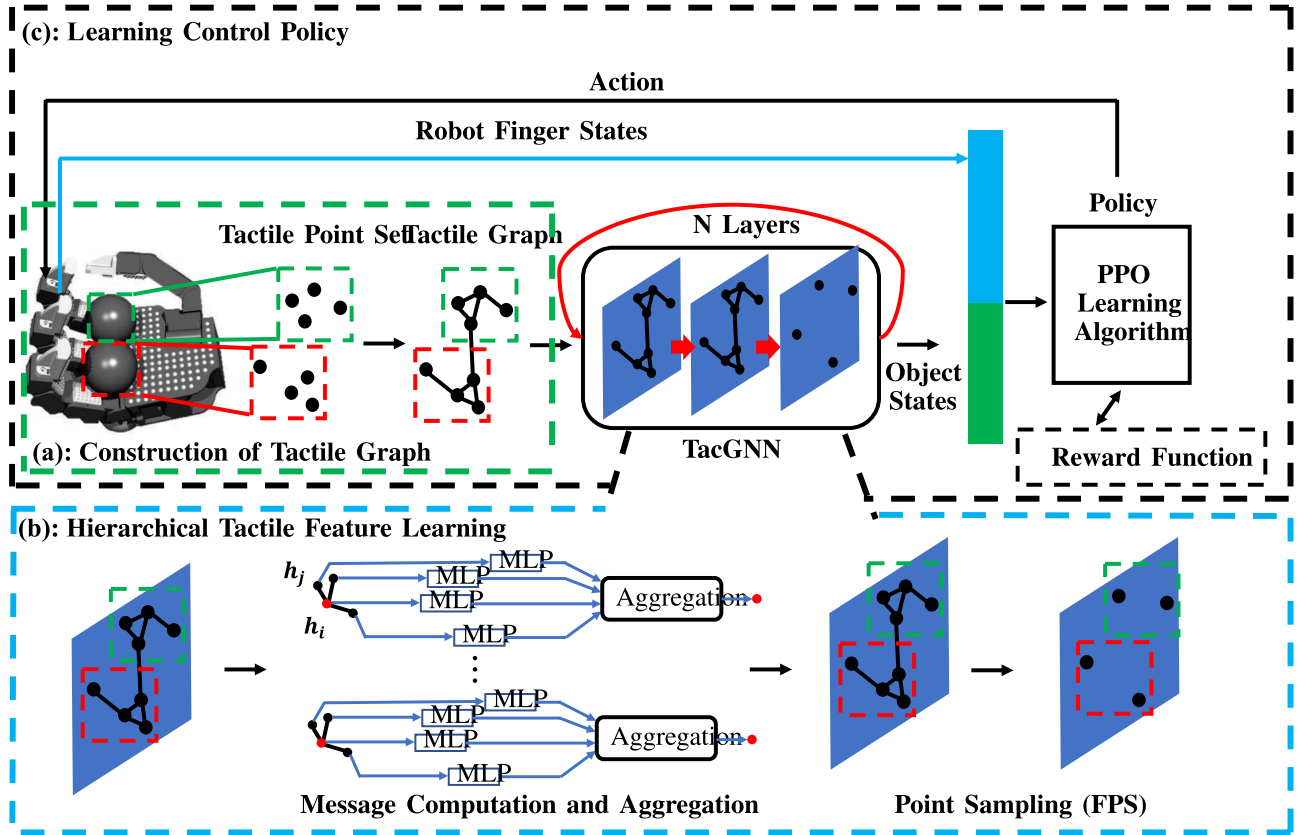 (c): Learning Control Policy
Action
Robot Finger States
Policy
Tactile Point Set
Tactile Graph
N Layers
PPO
Learning
Algorithm
Object
States
(a): Construction of Tactile Graph
TacGNN
Reward Function
(b): Hierarchical Tactile Feature Learning
h_j
h_i
MLP
MLP
MLP
MLP
Aggregation
⋮
MLP
MLP
MLP
MLP
Aggregation
Message Computation and Aggregation
Point Sampling (FPS)